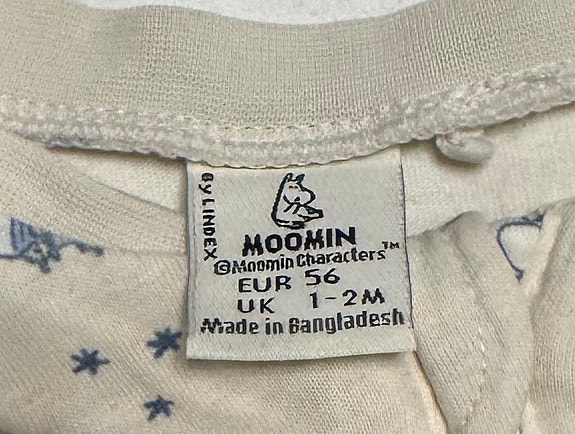 By LINDEX
MOOMIN
©Moomin Characters™
EUR 56
UK 1-2M
Made in Bangladesh